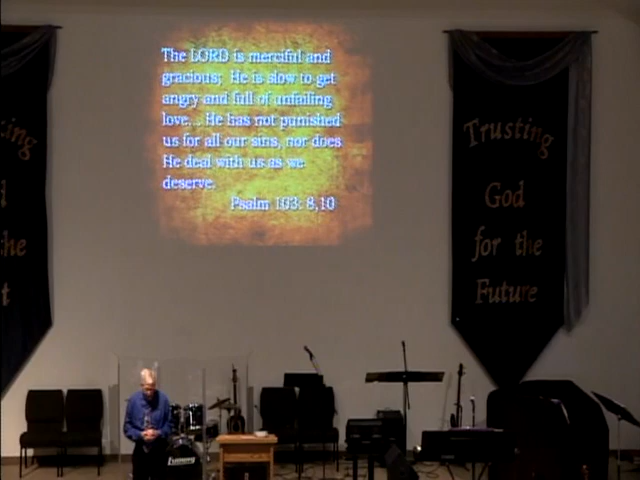 The LORD is merciful and
gracious; He is slow to get
angry and full of unfailing
love... He has not punished
us for all our sins, nor does
He deal with us as we
deserve.
Psalm 103: 8,10
Trusting
God
for the
Future